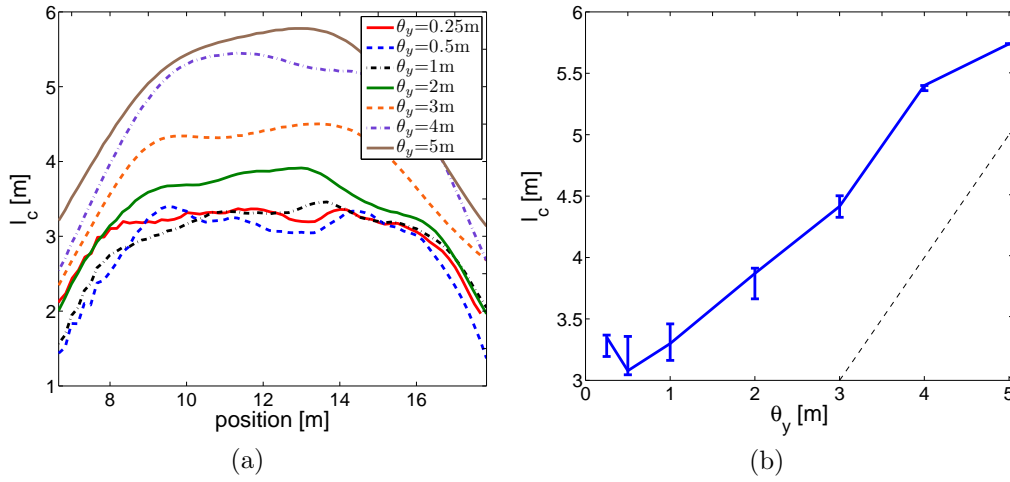 6
5
4
3
2
1
l_c [m]
8
10
12
14
16
position [m]
θ_y=0.25m
θ_y=0.5m
θ_y=1m
θ_y=2m
θ_y=3m
θ_y=4m
θ_y=5m
(a)
6
5.5
5
4.5
4
3.5
3
l_c [m]
0
1
2
3
4
5
θ_y [m]
(b)